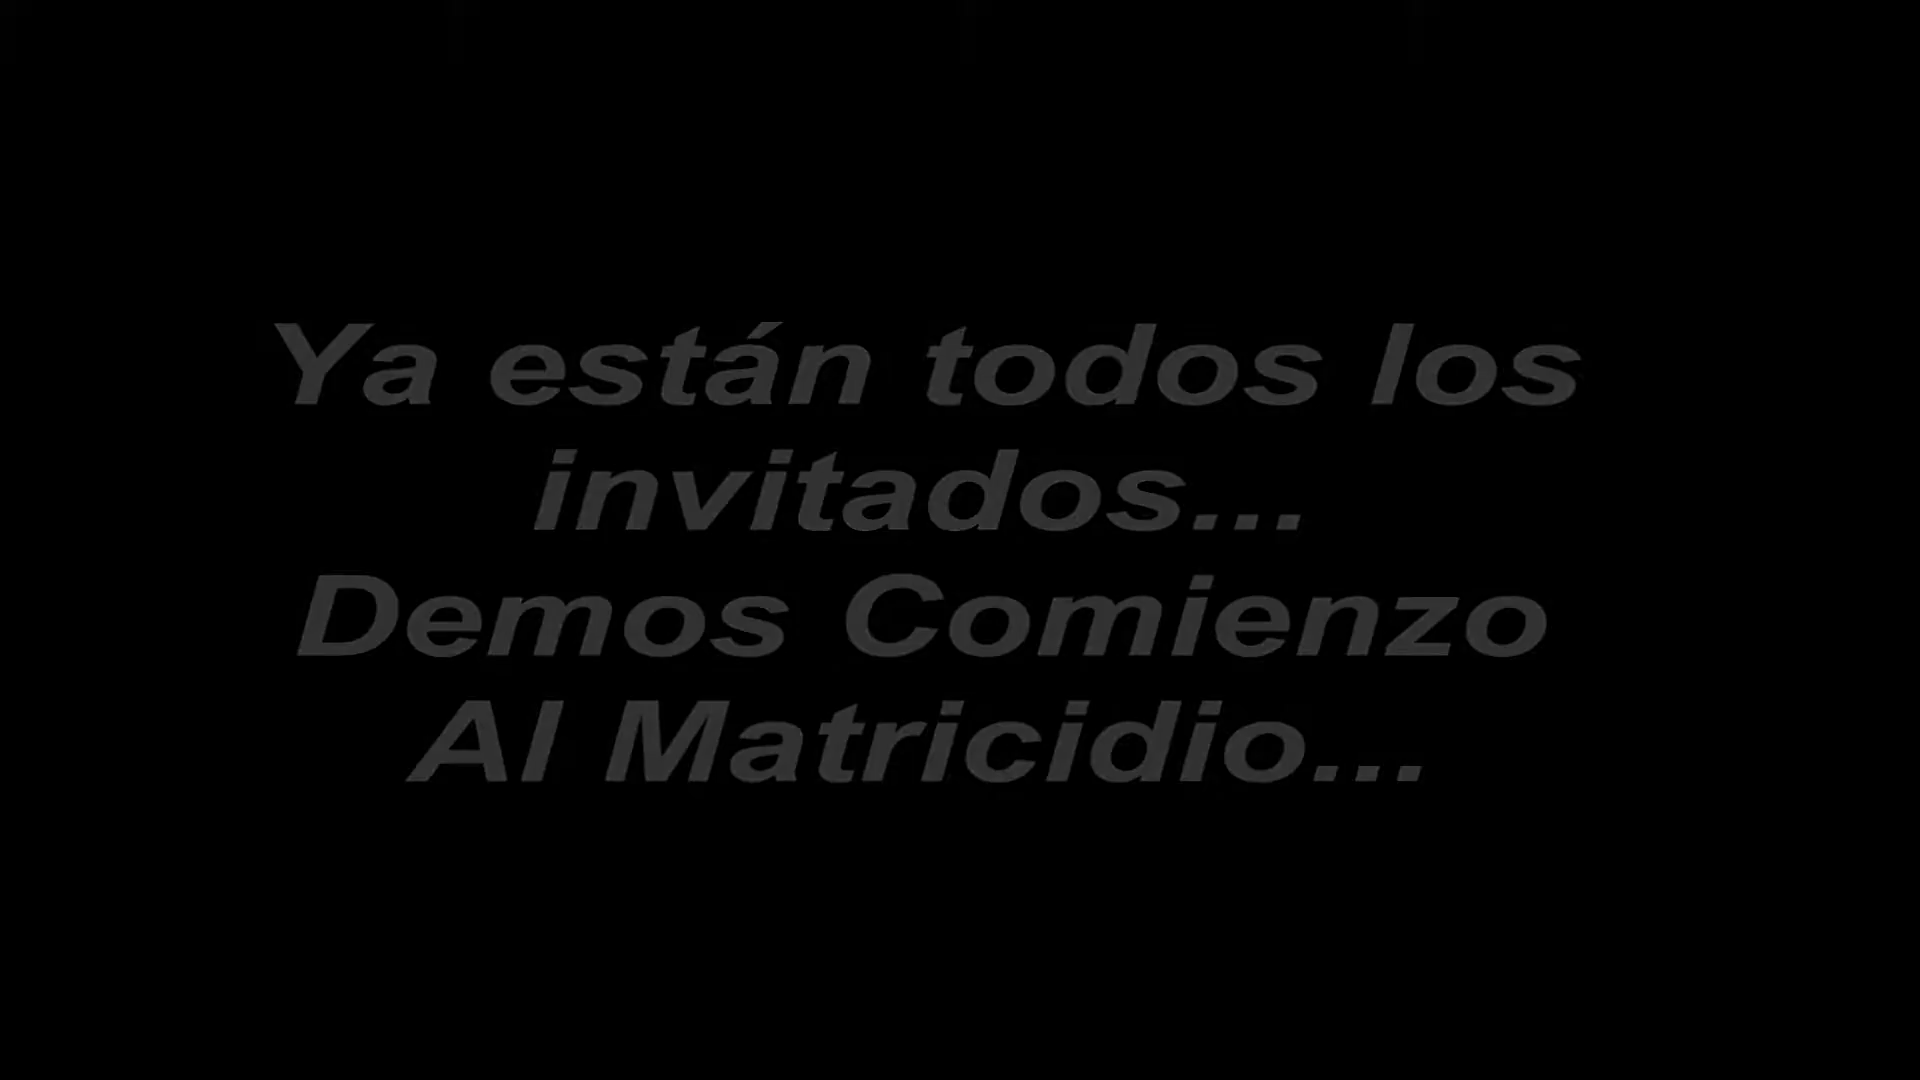 Ya están todos los
invitados...
Demos Comienzo
Al Matricidio...